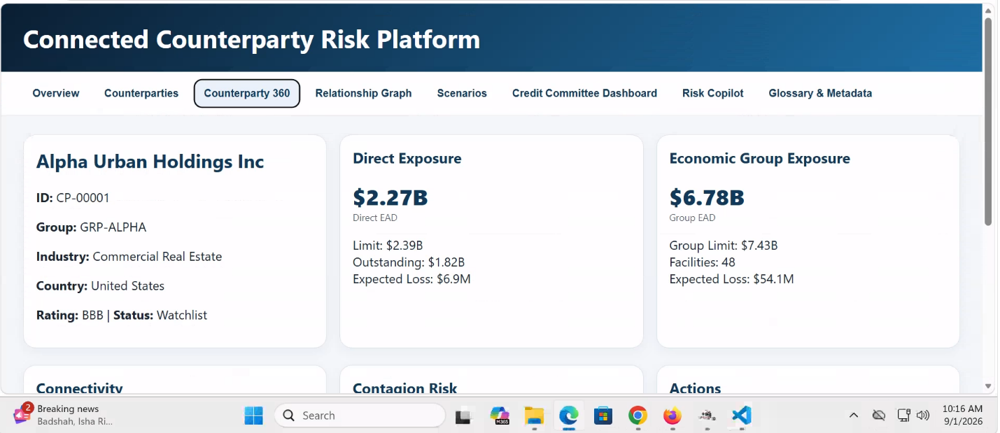 Connected Counterparty Risk Platform
Overview Counterparties Counterparty 360 Relationship Graph Scenarios Credit Committee Dashboard Risk Copilot Glossary & Metadata
Alpha Urban Holdings Inc
ID: CP-00001
Group: GRP-ALPHA
Industry: Commercial Real Estate
Country: United States
Rating: BBB | Status: Watchlist
Direct Exposure
$2.27B
Direct EAD
Limit: $2.39B
Outstanding: $1.82B
Expected Loss: $6.9M
Economic Group Exposure
$6.78B
Group EAD
Group Limit: $7.43B
Facilities: 48
Expected Loss: $54.1M
Connectivity
Contagion Risk
Actions
2
Breaking news
Badshah, Isha Ri...
Search
M365
10:16 AM
9/1/2026